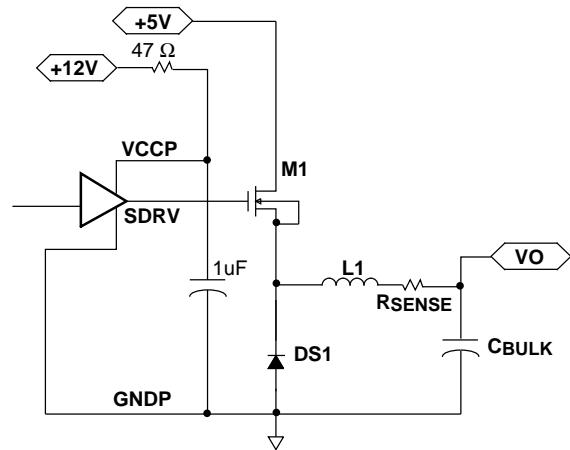 +5V
47 Ω
+12V
VCCP
M1
SDRV
L1
VO
1uF
RSENSE
DS1
CBULK
GNDP